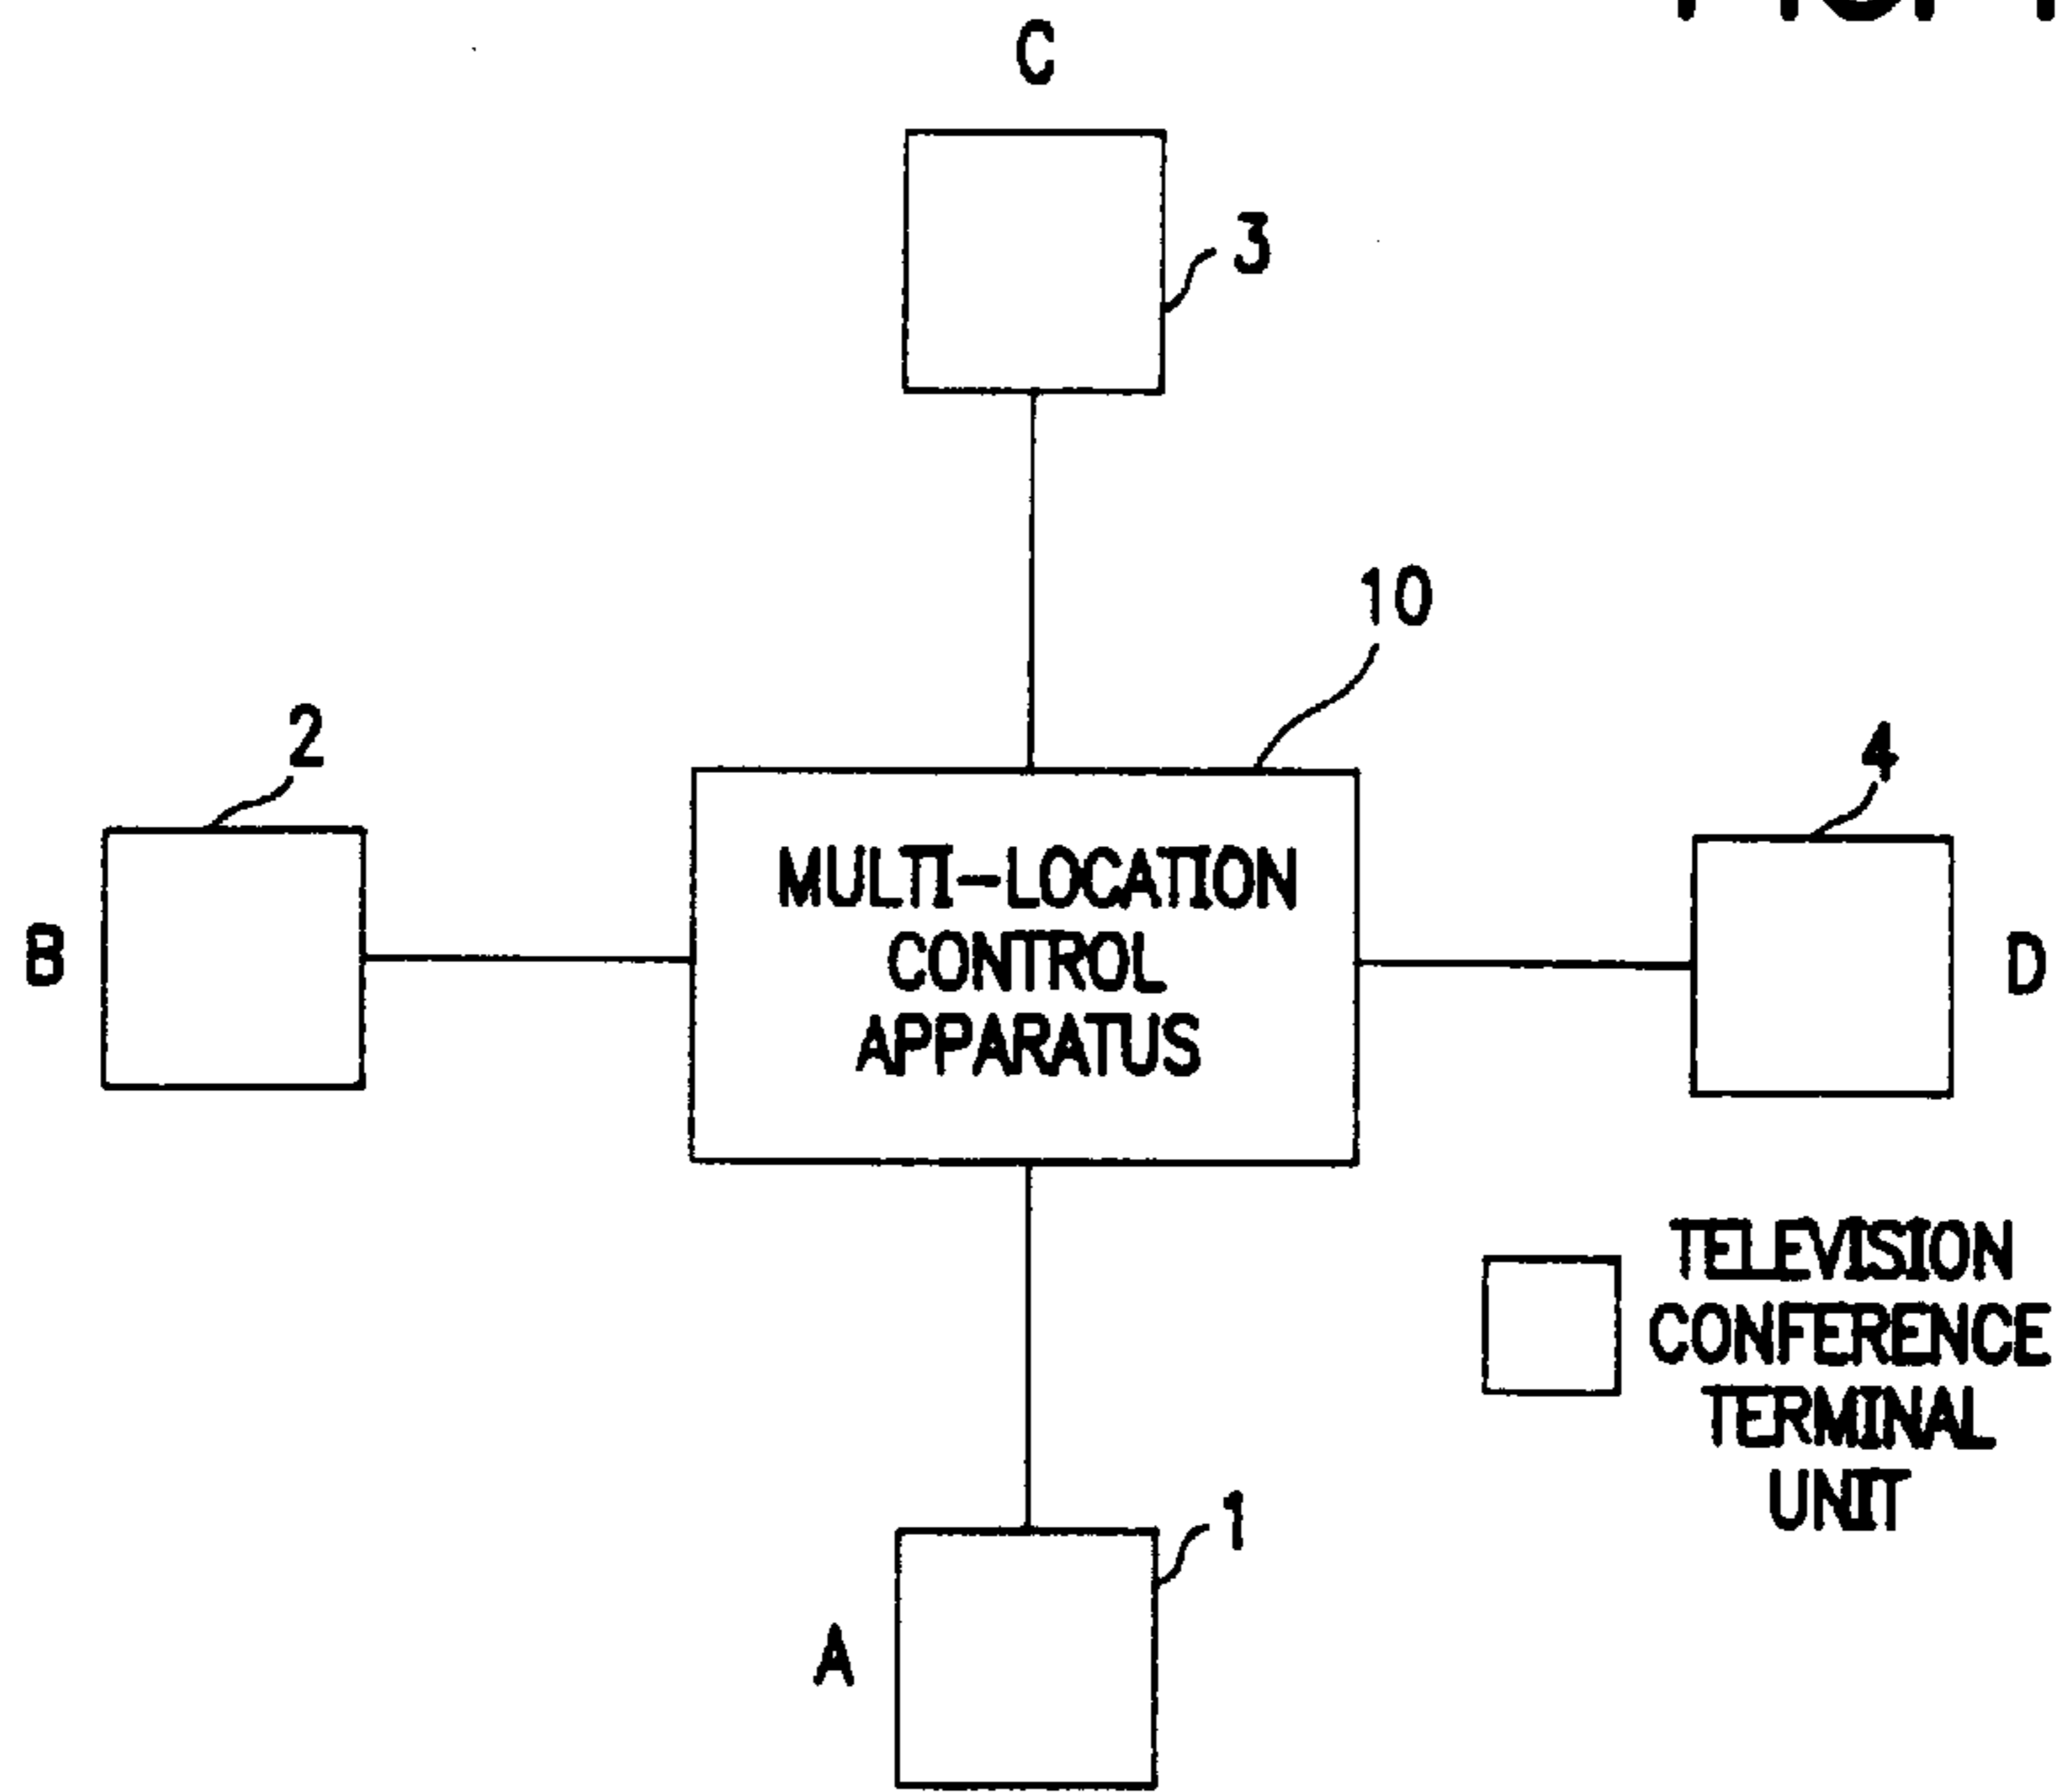 C
3
10
2
4
MULTI-LOCATION
CONTROL
APPARATUS
B
D
TELEVISION
CONFERENCE
TERMINAL
UNIT
1
A